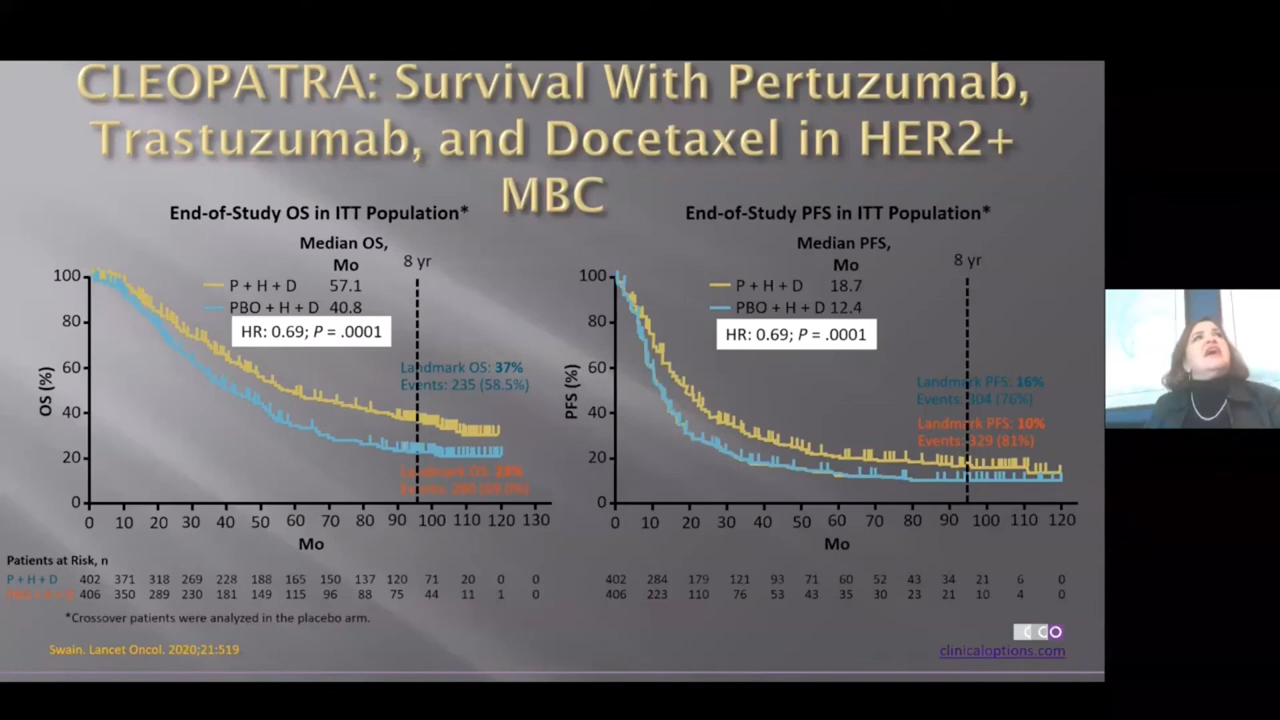 CLEOPATRA: Survival With Pertuzumab,
Trastuzumab, and Docetaxel in HER2+
MBC
End-of-Study OS in ITT Population*
Median OS,
Mo
8 yr
P + H + D 57.1
PBO + H + D 40.8
HR: 0.69; P = .0001
Landmark OS: 37%
Events: 235 (58.5%)
Landmark OS: 23%
OS (%)
100
80
60
40
20
0
0 10 20 30 40 50 60 70 80 90 100 110 120 130
Mo
End-of-Study PFS in ITT Population*
Median PFS,
Mo
8 yr
P + H + D 18.7
PBO + H + D 12.4
HR: 0.69; P = .0001
Landmark PFS: 16%
Events: 304 (76%)
Landmark PFS: 10%
Events: 329 (81%)
PFS (%)
100
80
60
40
20
0
0 10 20 30 40 50 60 70 80 90 100 110 120
Mo
Patients at Risk, n
P + H + D 402 371 318 269 228 188 165 150 137 120 71 20 0 0 402 284 179 121 93 71 60 52 43 34 21 6 0
406 350 289 230 181 149 115 96 88 75 44 11 1 0 406 223 110 76 53 43 35 30 23 21 10 4 0
*Crossover patients were analyzed in the placebo arm.
Swain. Lancet Oncol. 2020;21:519
CCO
clinicaloptions.com